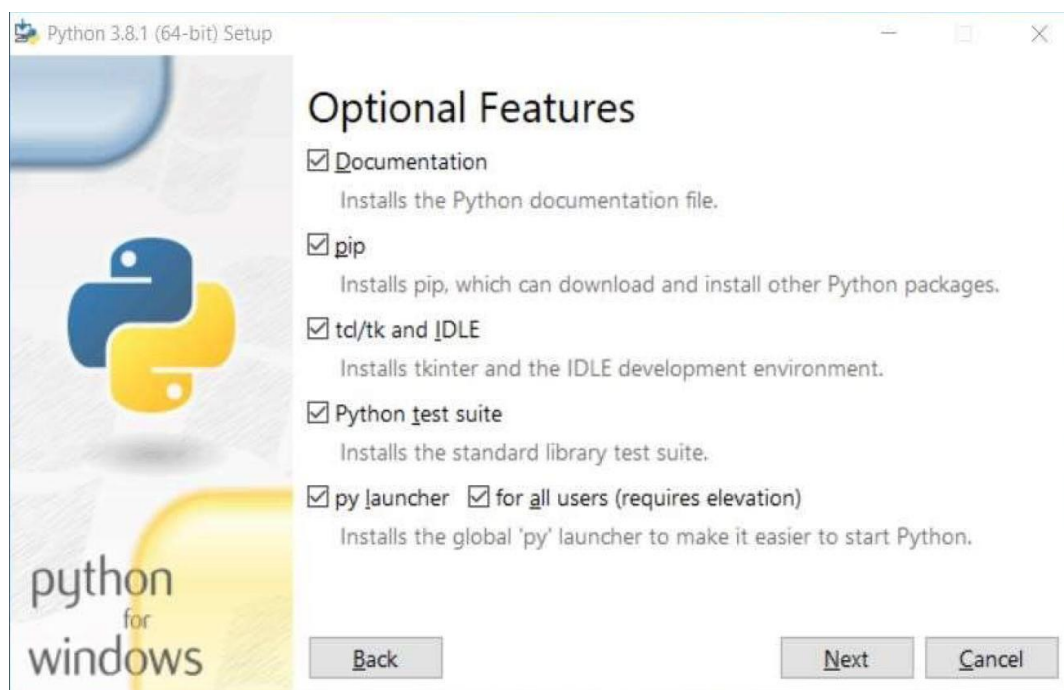 Python 3.8.1 (64-bit) Setup
Optional Features
Documentation
Installs the Python documentation file.
pip
Installs pip, which can download and install other Python packages.
tcl/tk and IDLE
Installs tkinter and the IDLE development environment.
Python test suite
Installs the standard library test suite.
py launcher for all users (requires elevation)
Installs the global 'py' launcher to make it easier to start Python.
python
for
windows
Back Next Cancel